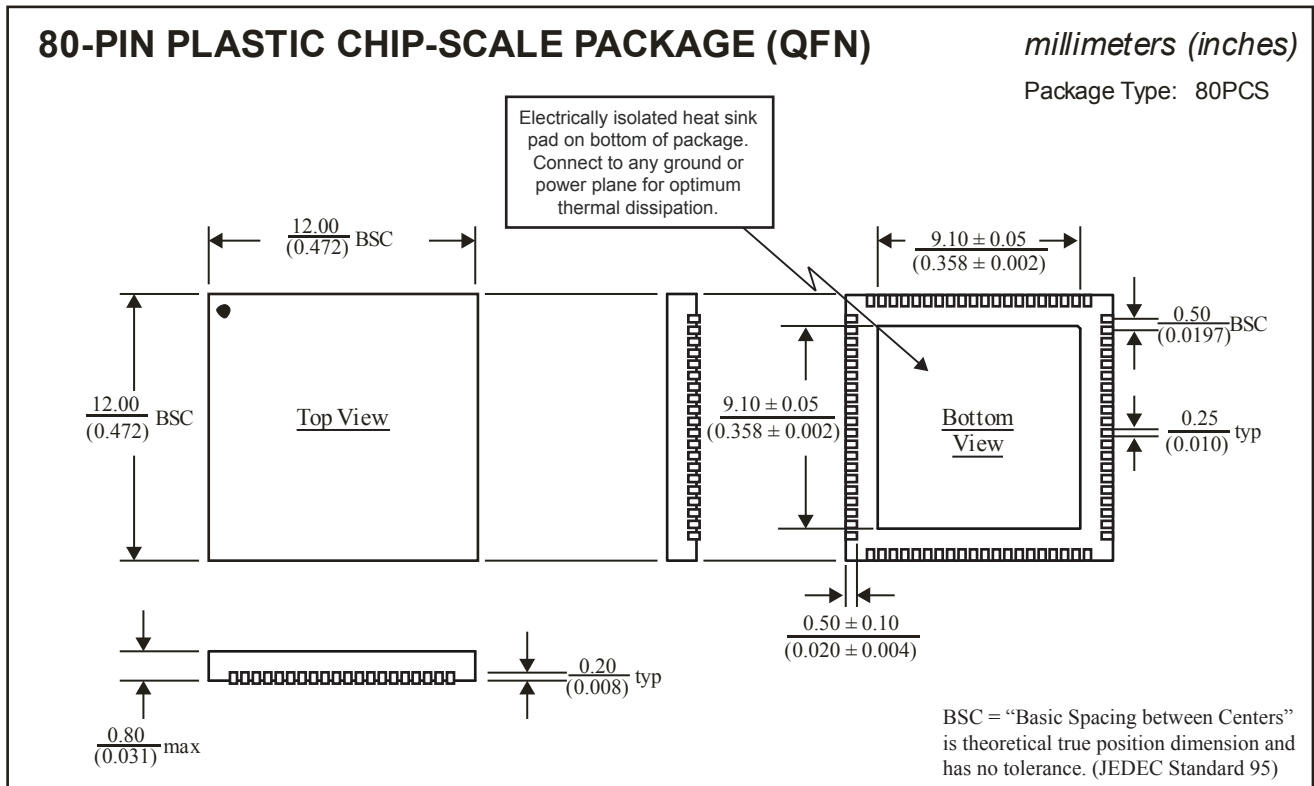 80-PIN PLASTIC CHIP-SCALE PACKAGE (QFN)
millimeters (inches)
Package Type: 80PCS
Electrically isolated heat sink
pad on bottom of package.
Connect to any ground or
power plane for optimum
thermal dissipation.
12.00
(0.472) BSC
9.10 ± 0.05
(0.358 ± 0.002)
0.50
(0.0197) BSC
12.00
(0.472) BSC
Top View
9.10 ± 0.05
(0.358 ± 0.002)
Bottom
View
0.25
(0.010) typ
0.50 ± 0.10
(0.020 ± 0.004)
0.20
(0.008) typ
0.80
(0.031) max
BSC = “Basic Spacing between Centers”
is theoretical true position dimension and
has no tolerance. (JEDEC Standard 95)